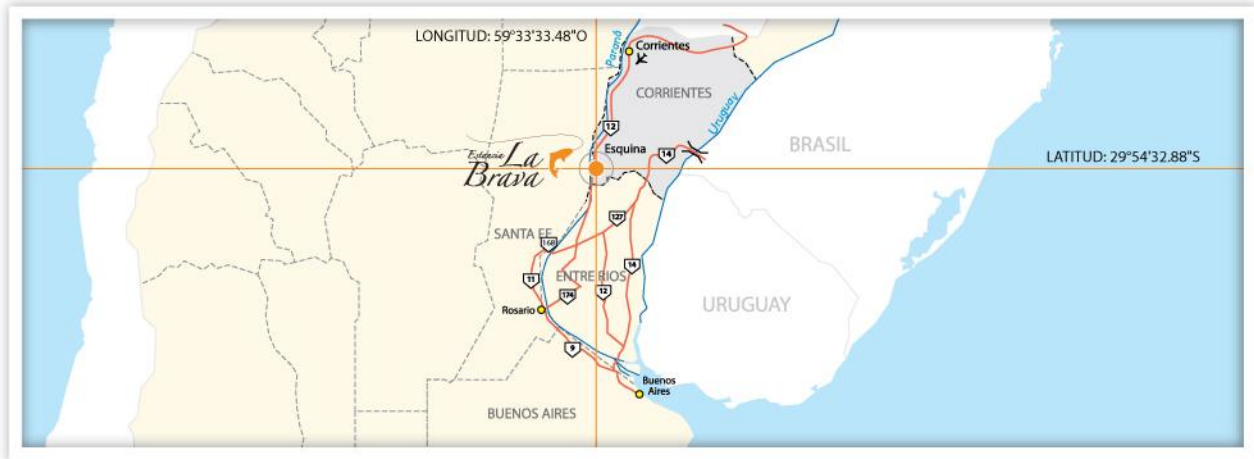 LONGITUD: 59°33'33.48"O
Paraná
Corrientes
CORRIENTES
Uruguay
12
Esquina
14
BRASIL
Estancia La
Brava
LATITUD: 29°54'32.88"S
127
SANTA FE
168
14
11
ENTRE RIOS
174
12
URUGUAY
Rosario
9
Buenos
Aires
BUENOS AIRES